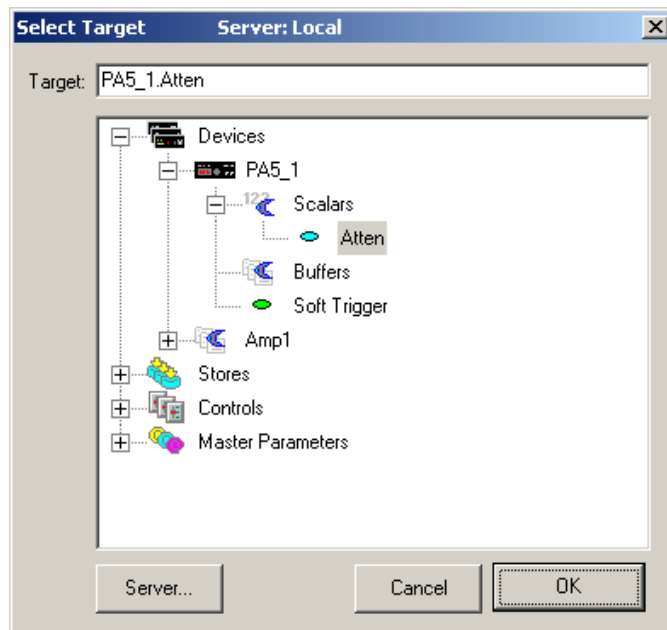 Select Target Server: Local
Target: PA5_1.Atten
Devices
PA5_1
123
Scalars
Atten
Buffers
Soft Trigger
Amp1
Stores
Controls
Master Parameters
Server...
Cancel
OK